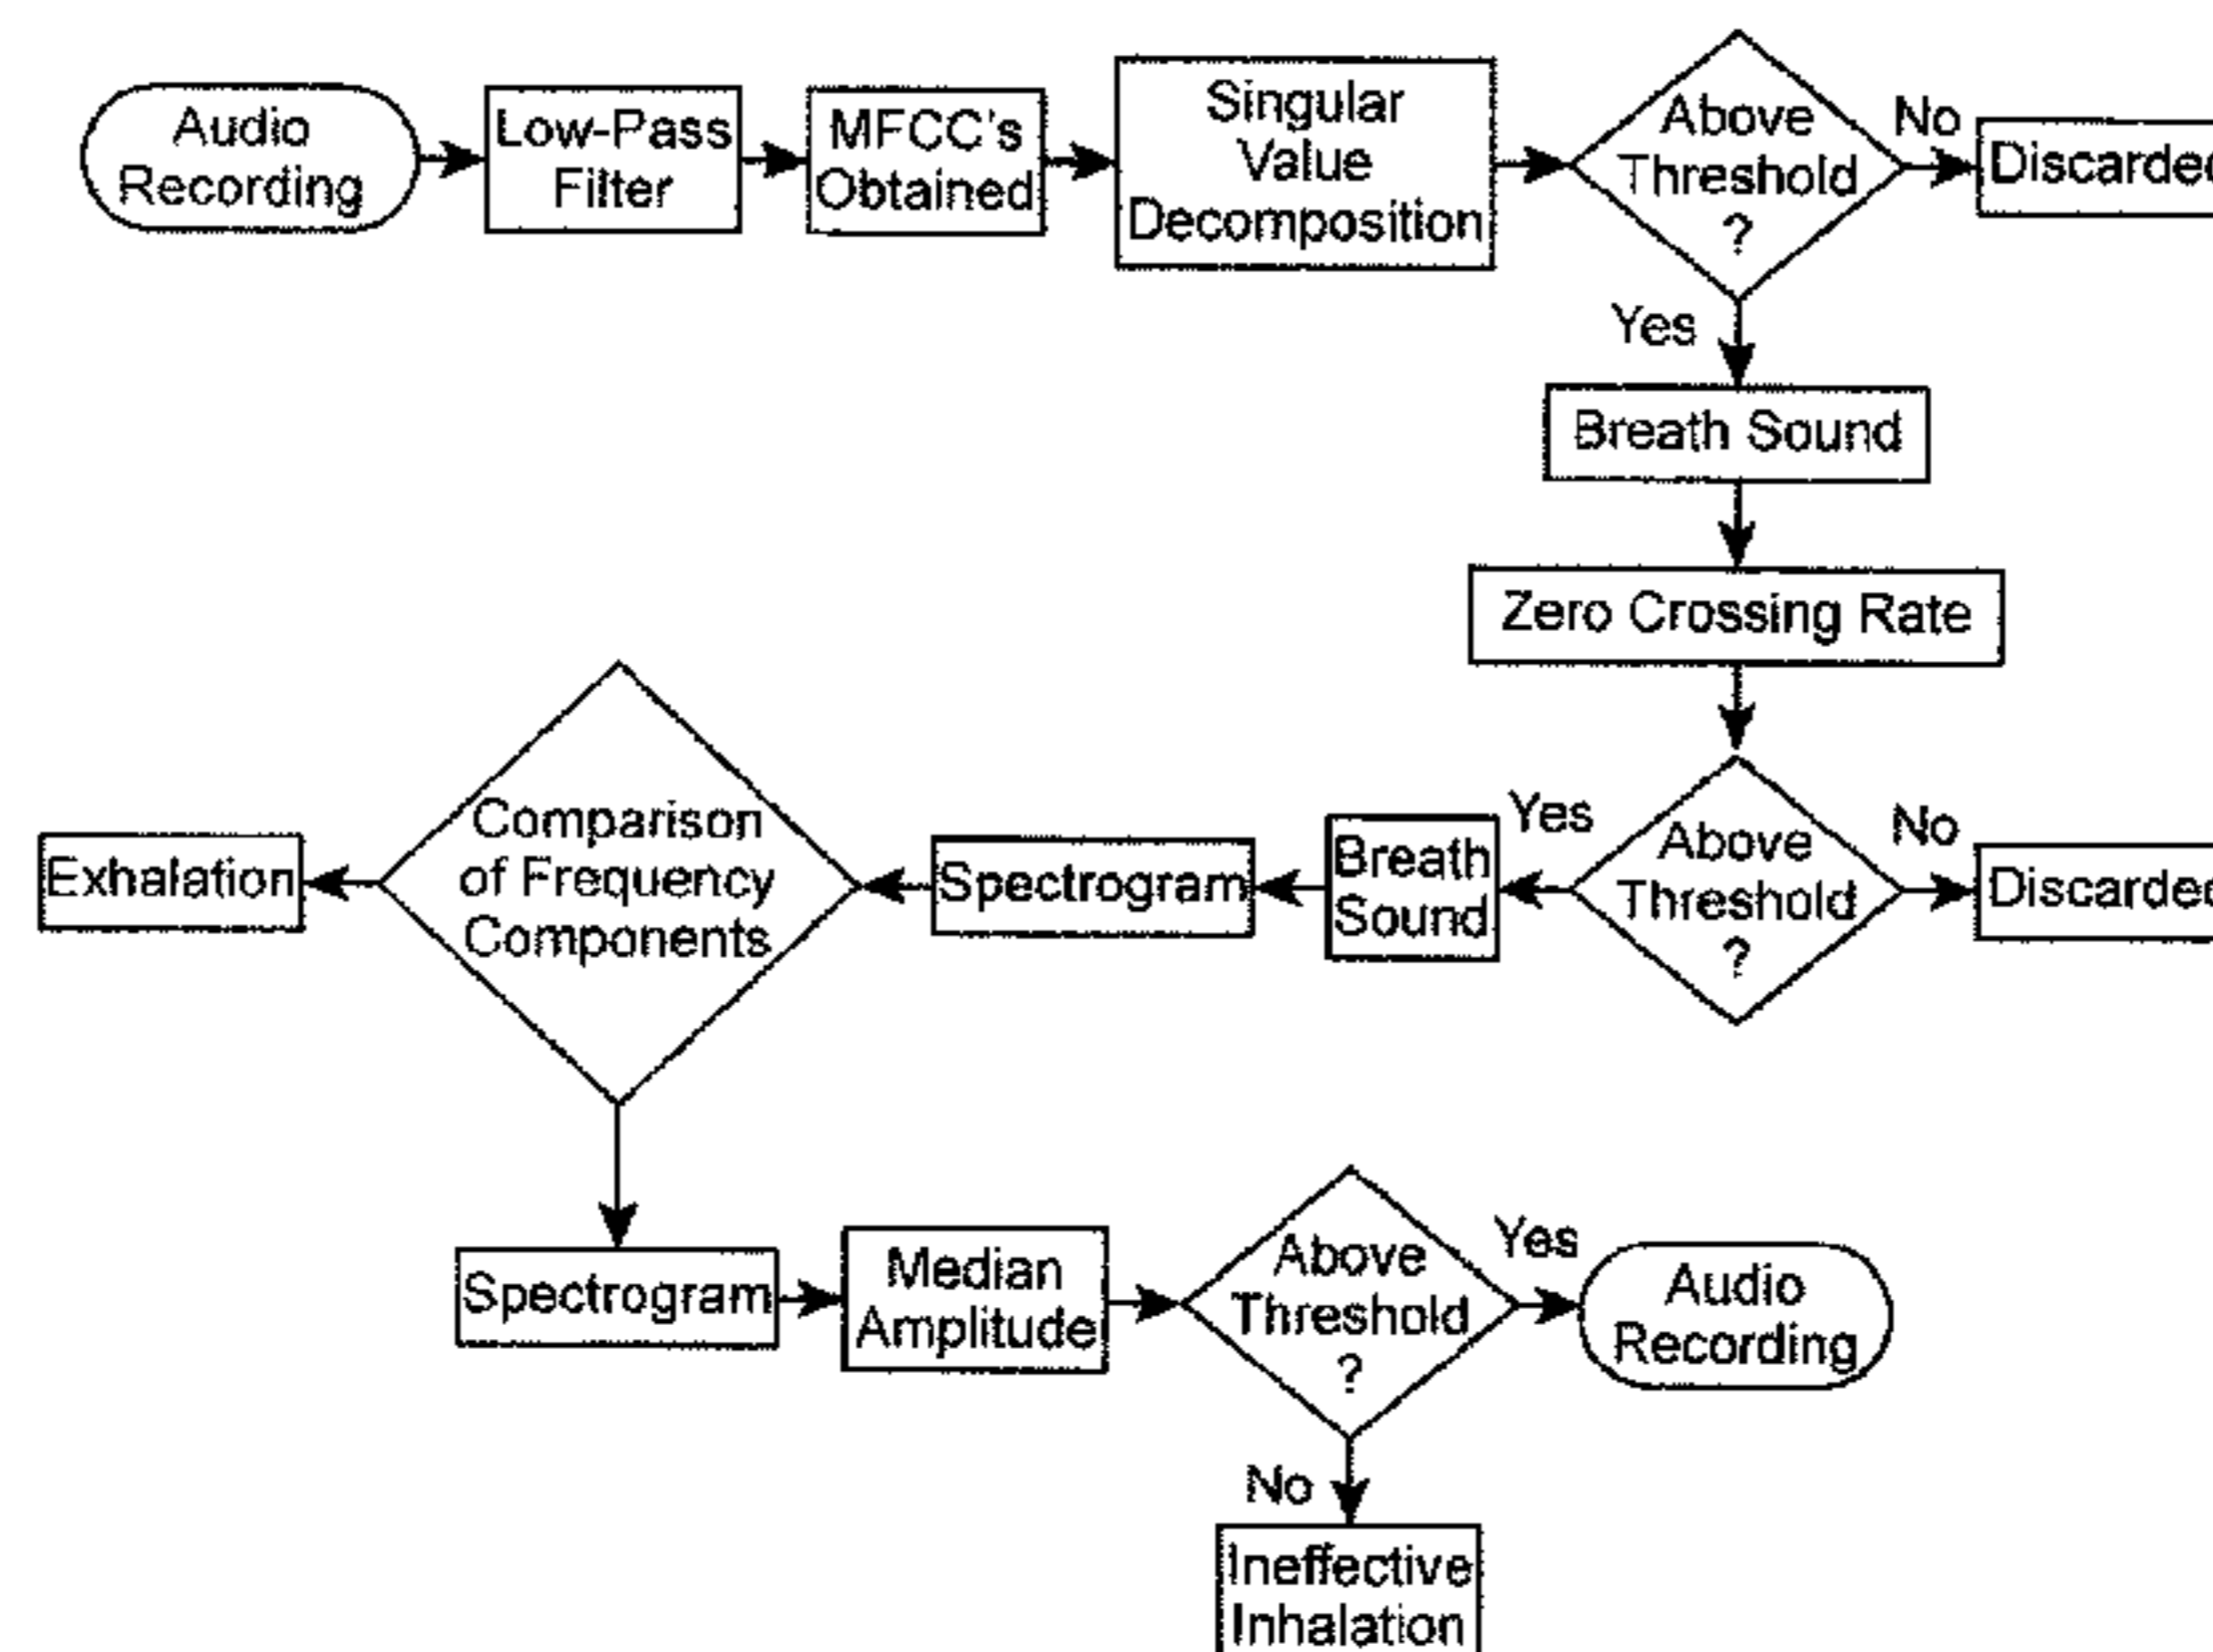 Audio
Recording
Low-Pass
Filter
MFCC's
Obtained
Singular
Value
Decomposition
Above
Threshold
?
No
Discarded
Yes
Breath Sound
Zero Crossing Rate
Above
Threshold
?
No
Discarded
Yes
Breath
Sound
Spectrogram
Comparison
of Frequency
Components
Exhalation
Spectrogram
Median
Amplitude
Above
Threshold
?
Yes
Audio
Recording
No
Ineffective
Inhalation